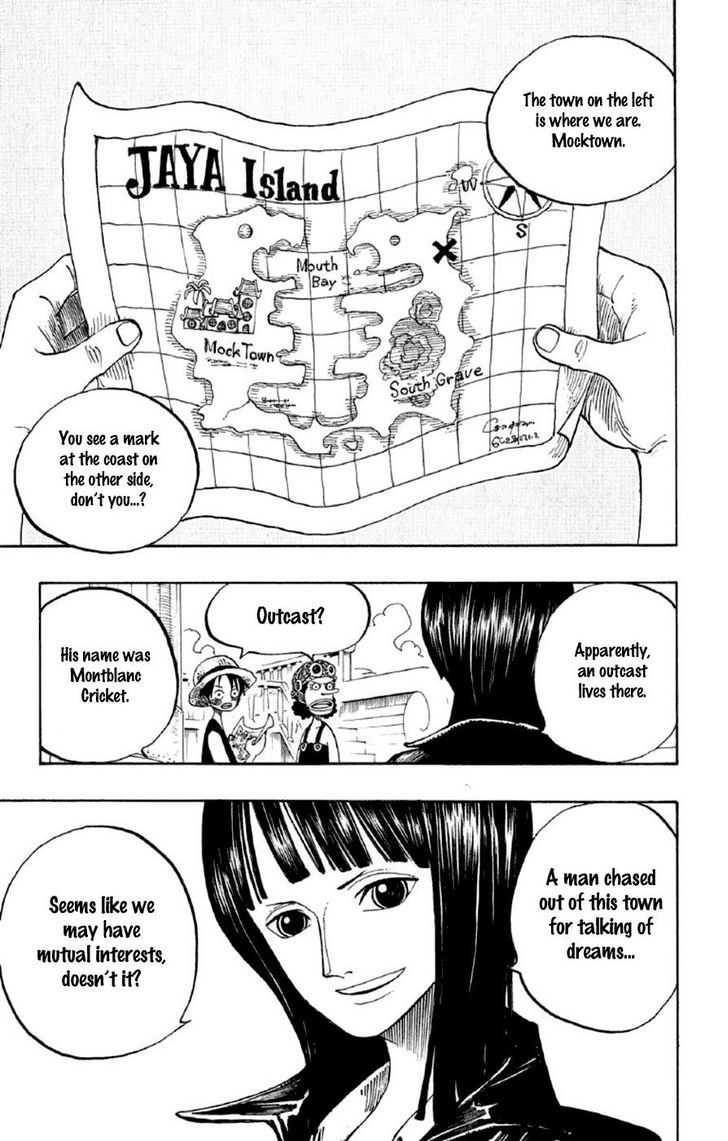 The town on the left
is where we are.
Mocktown.
JAYA Island
W
S
Mouth
Bay
Mock Town
South Grave
You see a mark
at the coast on
the other side,
don't you...?
Apparently,
an outcast
lives there.
Outcast?
His name was
Montblanc
Cricket.
A man chased
out of this town
for talking of
dreams...
Seems like we
may have
mutual interests,
doesn't it?